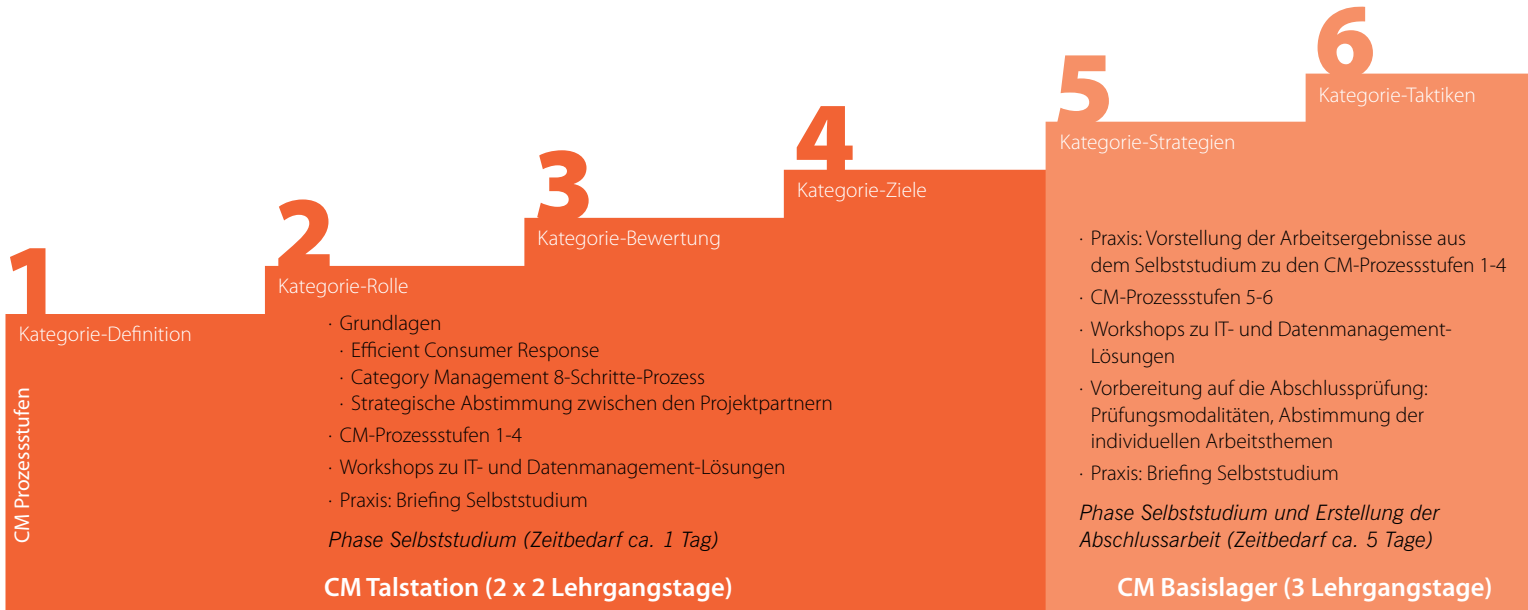 1
Kategorie-Definition
2
Kategorie-Rolle
3
Kategorie-Bewertung
4
Kategorie-Ziele
5
Kategorie-Strategien
6
Kategorie-Taktiken
CM Prozessstufen
· Grundlagen
· Efficient Consumer Response
· Category Management 8-Schritte-Prozess
· Strategische Abstimmung zwischen den Projektpartnern
· CM-Prozessstufen 1-4
· Workshops zu IT- und Datenmanagement-Lösungen
· Praxis: Briefing Selbststudium
Phase Selbststudium (Zeitbedarf ca. 1 Tag)
CM Talstation (2 x 2 Lehrgangstage)
· Praxis: Vorstellung der Arbeitsergebnisse aus
dem Selbststudium zu den CM-Prozessstufen 1-4
· CM-Prozessstufen 5-6
· Workshops zu IT- und Datenmanagement-
Lösungen
· Vorbereitung auf die Abschlussprüfung:
Prüfungsmodalitäten, Abstimmung der
individuellen Arbeitsthemen
· Praxis: Briefing Selbststudium
Phase Selbststudium und Erstellung der
Abschlussarbeit (Zeitbedarf ca. 5 Tage)
CM Basislager (3 Lehrgangstage)